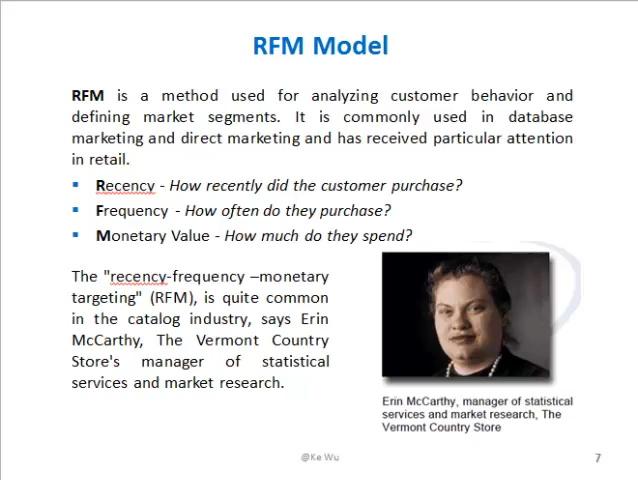 RFM Model
RFM is a method used for analyzing customer behavior and
defining market segments. It is commonly used in database
marketing and direct marketing and has received particular attention
in retail.
▪ Recency - How recently did the customer purchase?
▪ Frequency - How often do they purchase?
▪ Monetary Value - How much do they spend?
The "recency-frequency –monetary
targeting" (RFM), is quite common
in the catalog industry, says Erin
McCarthy, The Vermont Country
Store's manager of statistical
services and market research.
Erin McCarthy, manager of statistical
services and market research, The
Vermont Country Store
@Ke Wu
7